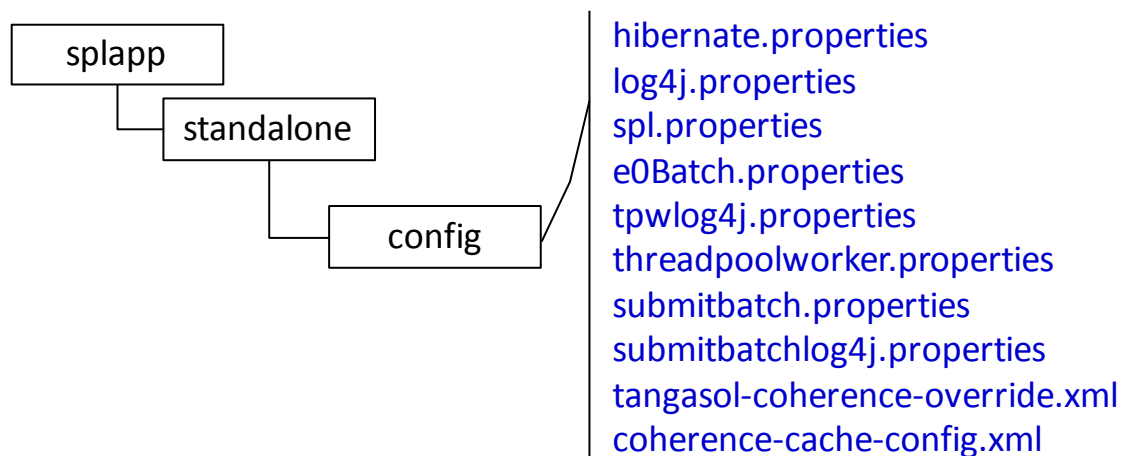 splapp
standalone
config
hibernate.properties
log4j.properties
spl.properties
e0Batch.properties
tpwlog4j.properties
threadpoolworker.properties
submitbatch.properties
submitbatchlog4j.properties
tangasol-coherence-override.xml
coherence-cache-config.xml